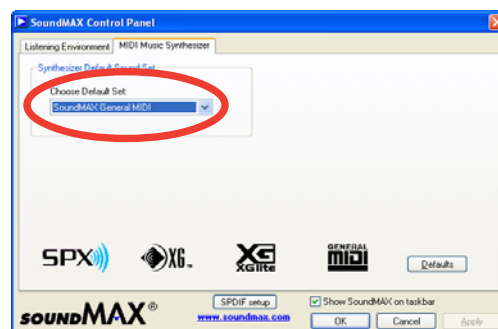 SoundMAX Control Panel
Listening Environment MIDI Music Synthesizer
Synthesizer Default Sound Set
Choose Default Set:
SoundMAX General MIDI
SPX XG™ XG XGlite GENERAL MIDI Defaults
SPDIF setup Show SoundMAX on taskbar
SOUNDMAX® www.soundmax.com OK Cancel Apply